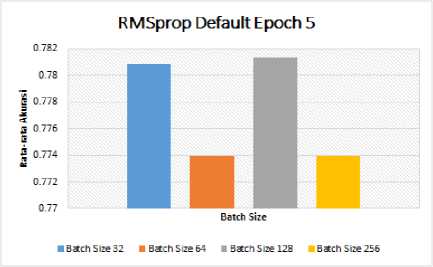 RMSprop Default Epoch 5
0.782
0.78
0.778
0.776
0.774
0.772
0.77
Rata-rata Akurasi
Batch Size
Batch Size 32 Batch Size 64 Batch Size 128 Batch Size 256